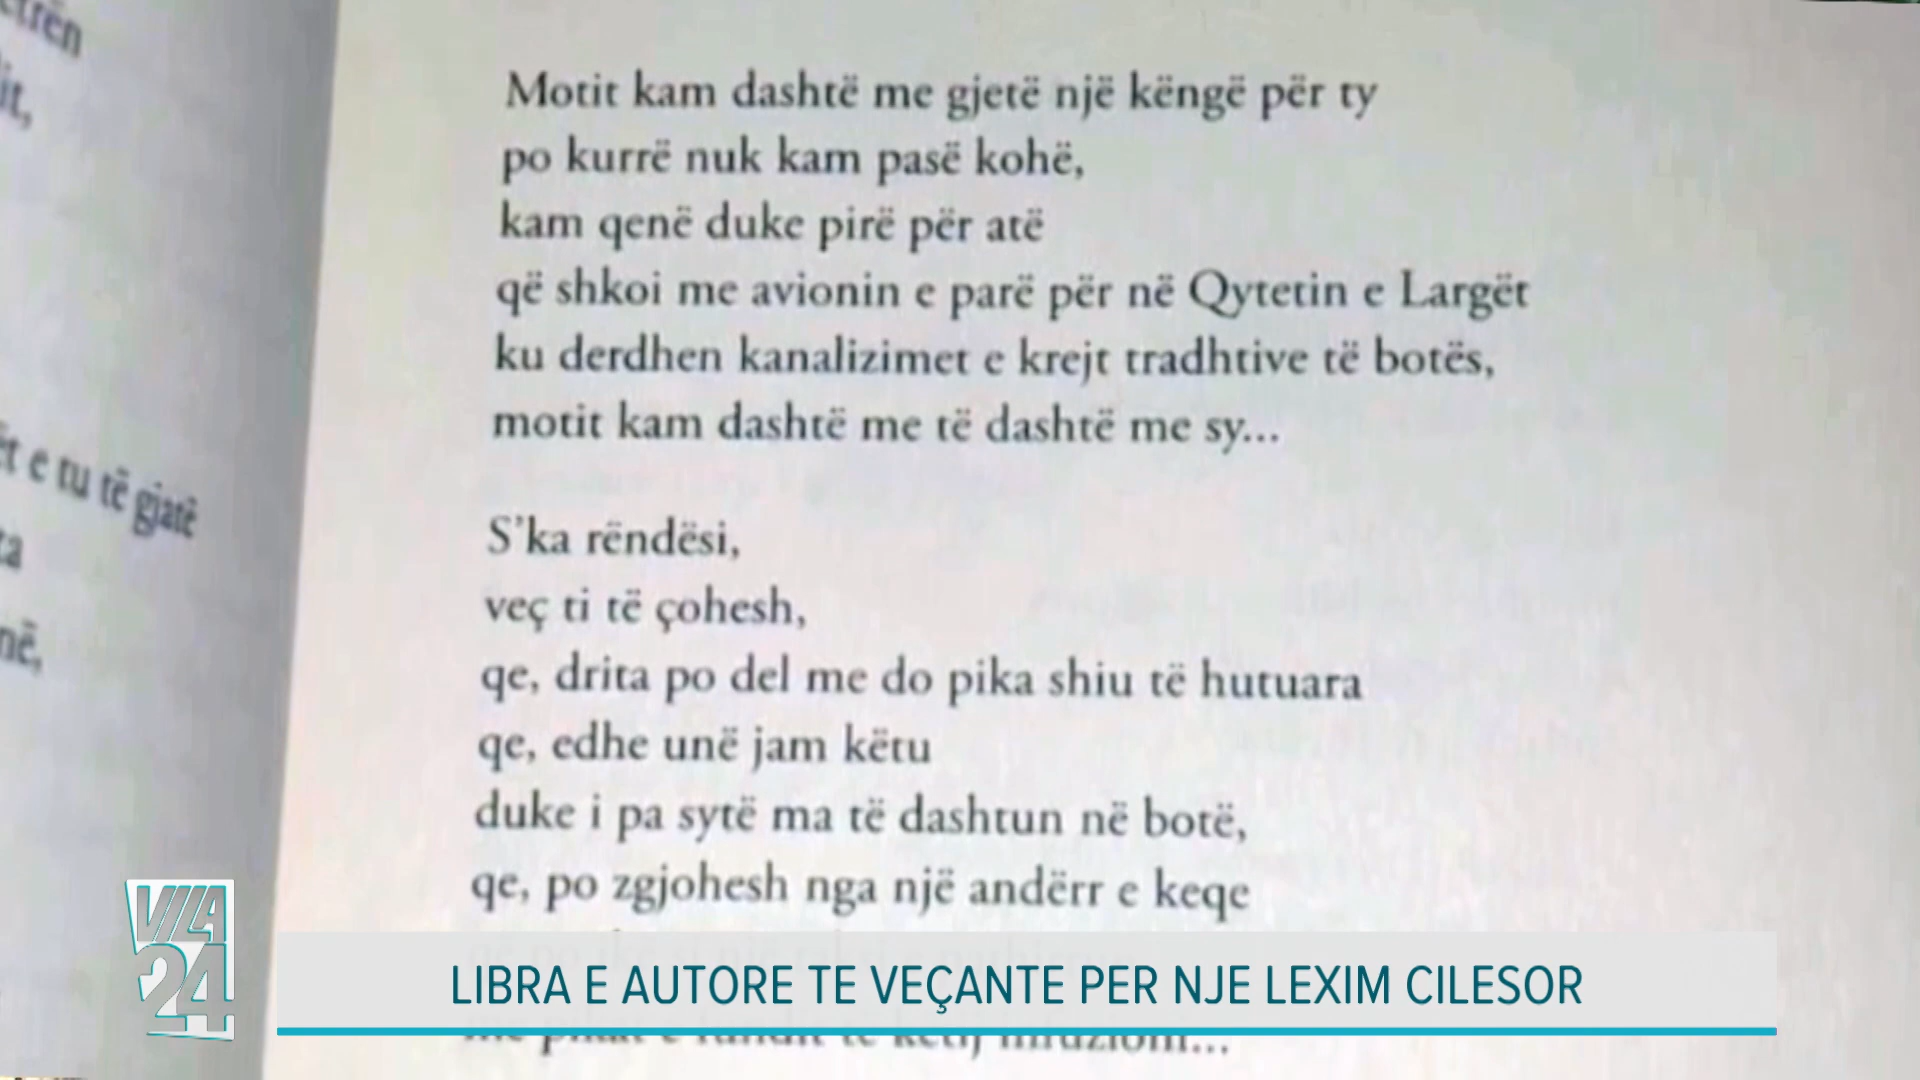 e tu të gjatë
Motit kam dashtë me gjetë një këngë për ty
po kurrë nuk kam pasë kohë,
kam qenë duke pirë për atë
që shkoi me avionin e parë për në Qytetin e Largët
ku derdhen kanalizimet e krejt tradhtive të botës,
motit kam dashtë me të dashtë me sy...
S'ka rëndësi,
veç ti të çohesh,
qe, drita po del me do pika shiu të hutuara
qe, edhe unë jam këtu
duke i pa sytë ma të dashtun në botë,
qe, po zgjohesh nga një andërr e keqe
VILA
24
LIBRA E AUTORE TE VEÇANTE PER NJE LEXIM CILESOR